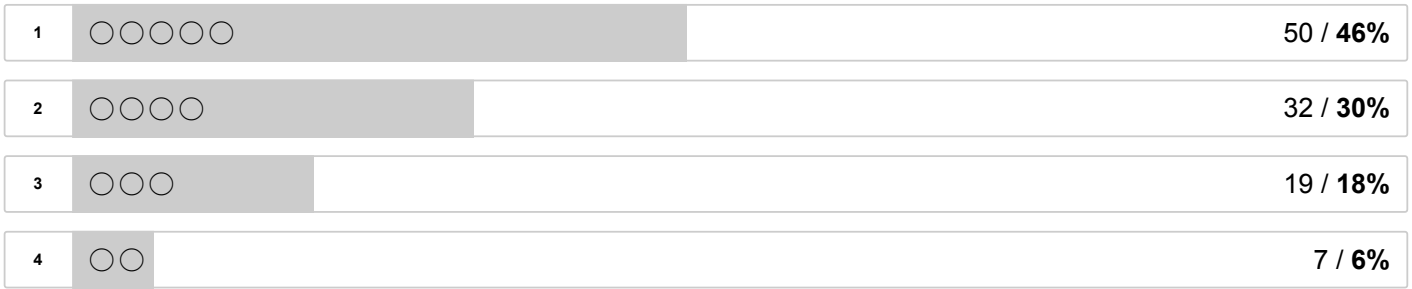 1 ◯◯◯◯◯ 50 / 46%
2 ◯◯◯◯ 32 / 30%
3 ◯◯◯ 19 / 18%
4 ◯◯ 7 / 6%